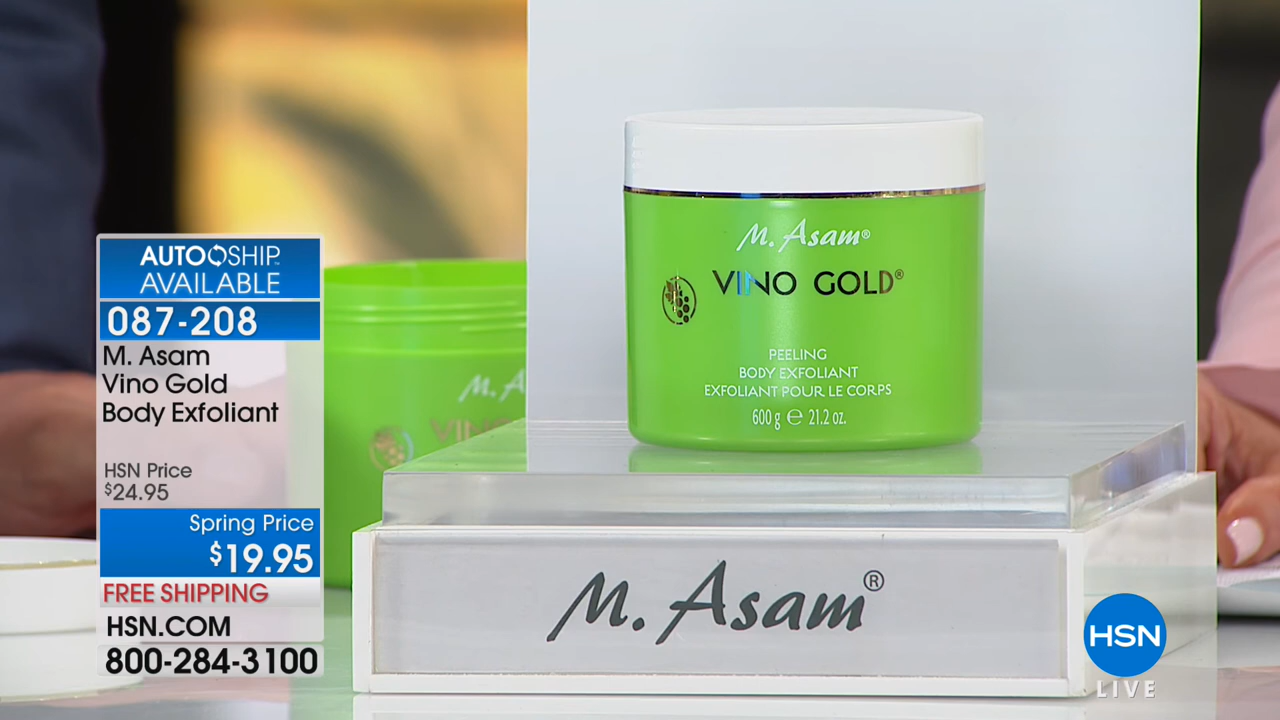 AUTOSHIP™
AVAILABLE
087-208
M. Asam
Vino Gold
Body Exfoliant
HSN Price
$24.95
Spring Price
$19.95
FREE SHIPPING
HSN.COM
800-284-3100
M. A
VINO
M. Asam®
VINO GOLD®
PEELING
BODY EXFOLIANT
EXFOLIANT POUR LE CORPS
600 g ℮ 21.2 oz.
M. Asam®
HSN
LIVE